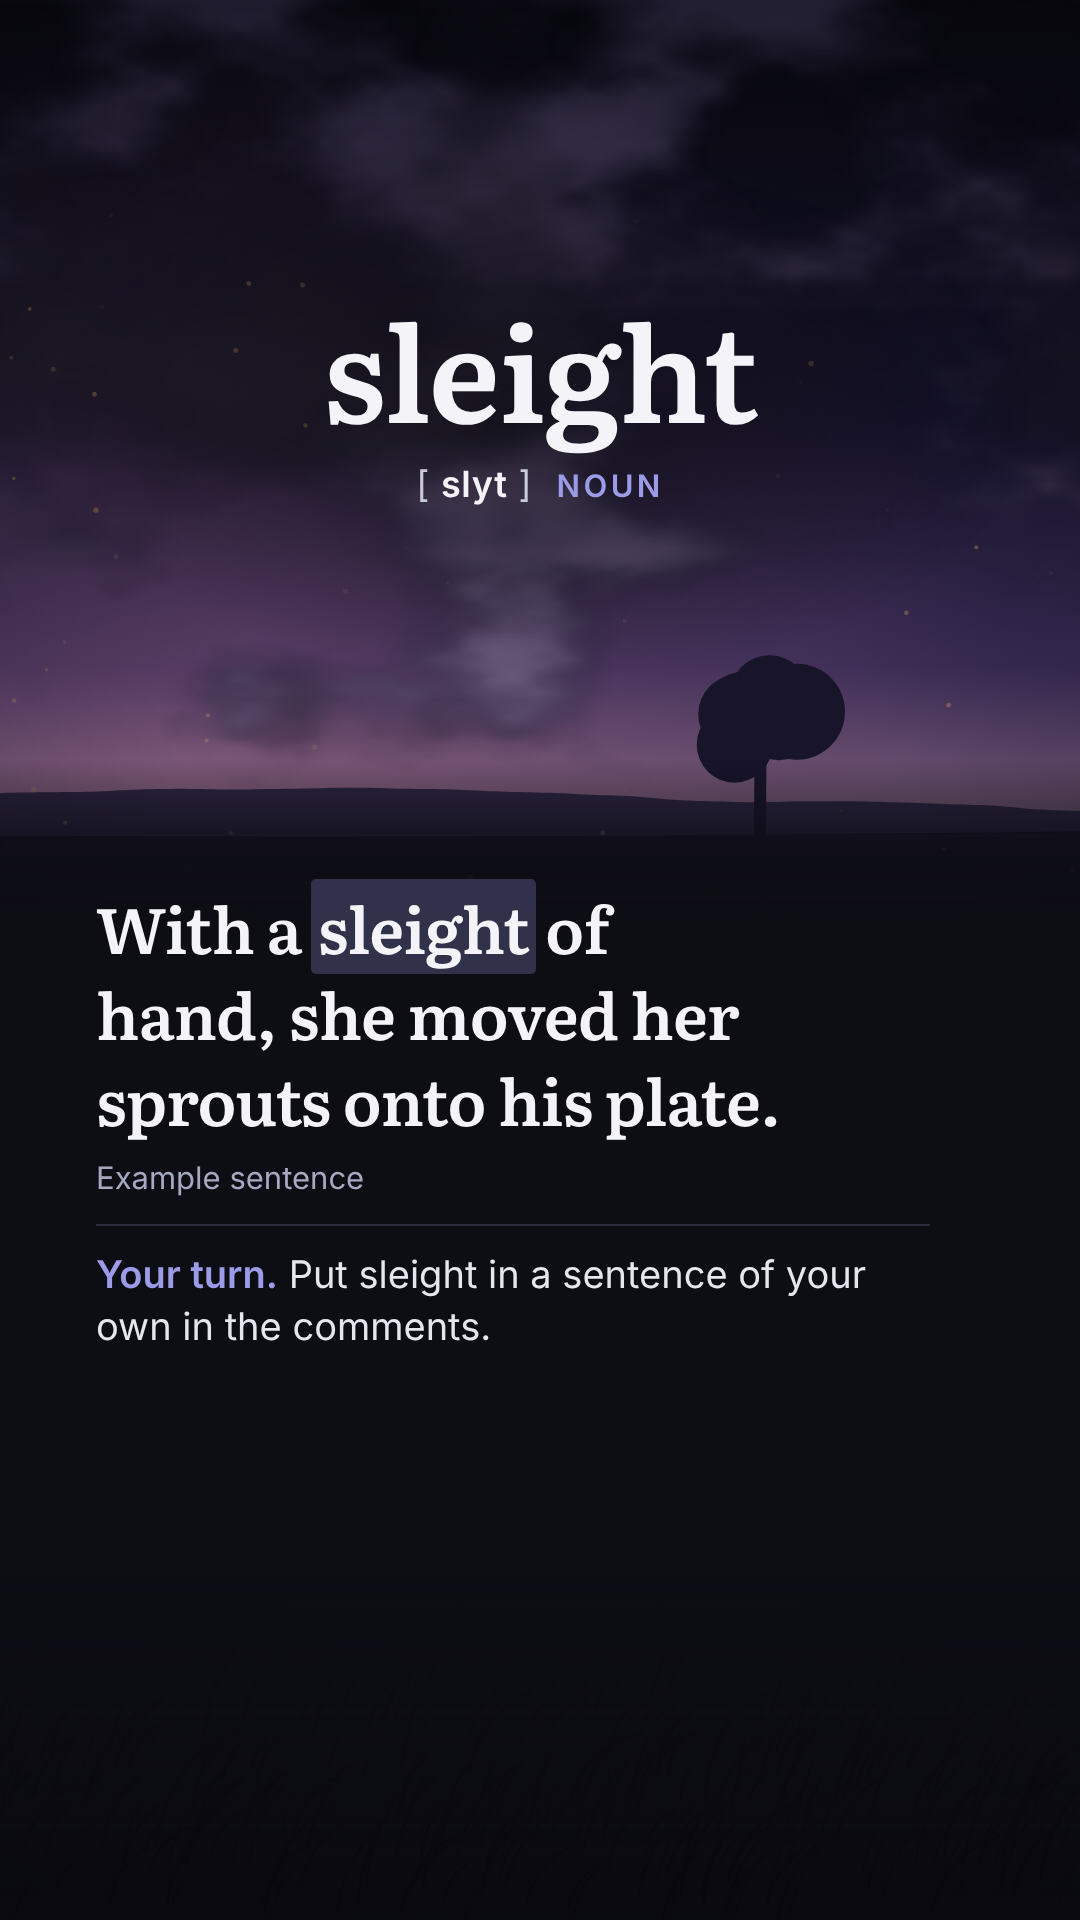 sleight
[ slyt ] NOUN
With a sleight of
hand, she moved her
sprouts onto his plate.
Example sentence
Your turn. Put sleight in a sentence of your
own in the comments.